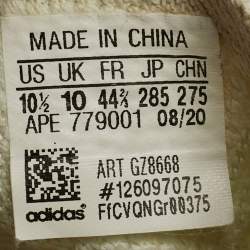 MADE IN CHINA
US UK FR JP CHN
10½ 10 44⅔ 285 275
APE 779001 08/20
ART GZ8668
#126097075
adidas FfCVQNGr00375